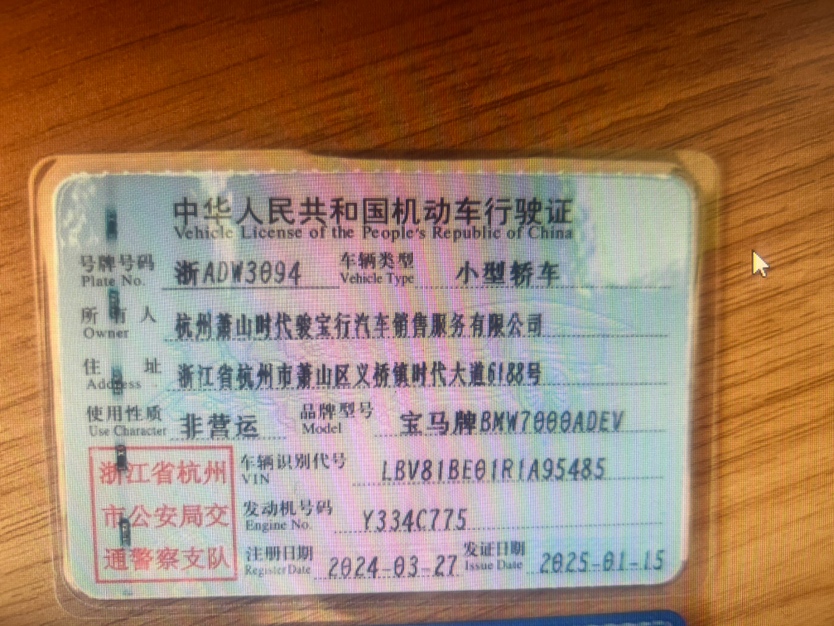 中华人民共和国机动车行驶证
Vehicle License of the People's Republic of China
号牌号码 浙ADW3094 车辆类型 小型轿车
Plate No. Vehicle Type
所有人 杭州萧山时代骏宝行汽车销售服务有限公司
Owner
住址 浙江省杭州市萧山区义桥镇时代大道6188号
Address
使用性质 非营运 品牌型号 宝马牌BMW7000ADEV
Use Character Model
浙江省杭州 车辆识别代号 LBV81BE01R1A95485
VIN
市公安局交 发动机号码 Y334C775
Engine No.
通警察支队 注册日期 2024-03-27 发证日期 2025-01-15
Register Date Issue Date